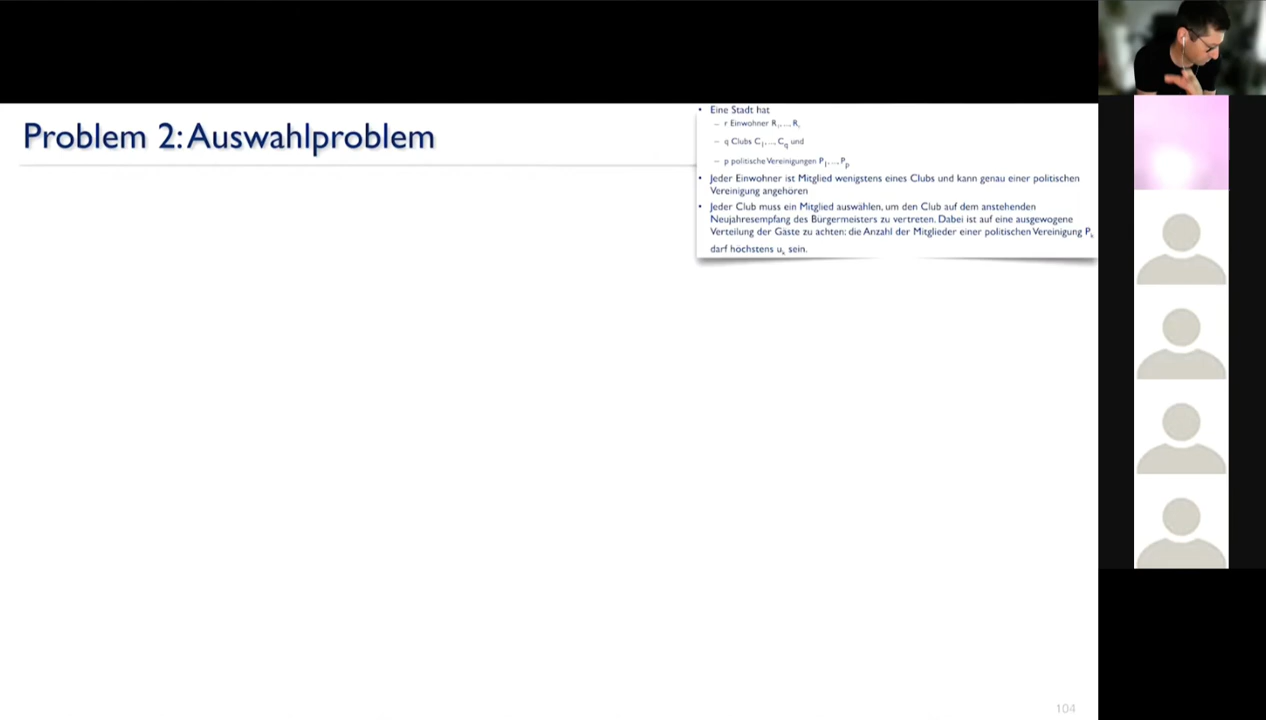 Problem 2: Auswahlproblem
• Eine Stadt hat
– r Einwohner R₁,...,Rᵣ
– q Clubs C₁,...,C_q und
– p politische Vereinigungen P₁,...,P_p
• Jeder Einwohner ist Mitglied wenigstens eines Clubs und kann genau einer politischen
Vereinigung angehören
• Jeder Club muss ein Mitglied auswählen, um den Club auf dem anstehenden
Neujahresempfang des Bürgermeisters zu vertreten. Dabei ist auf eine ausgewogene
Verteilung der Gäste zu achten: die Anzahl der Mitglieder einer politischen Vereinigung Pₖ
darf höchstens uₖ sein.
104